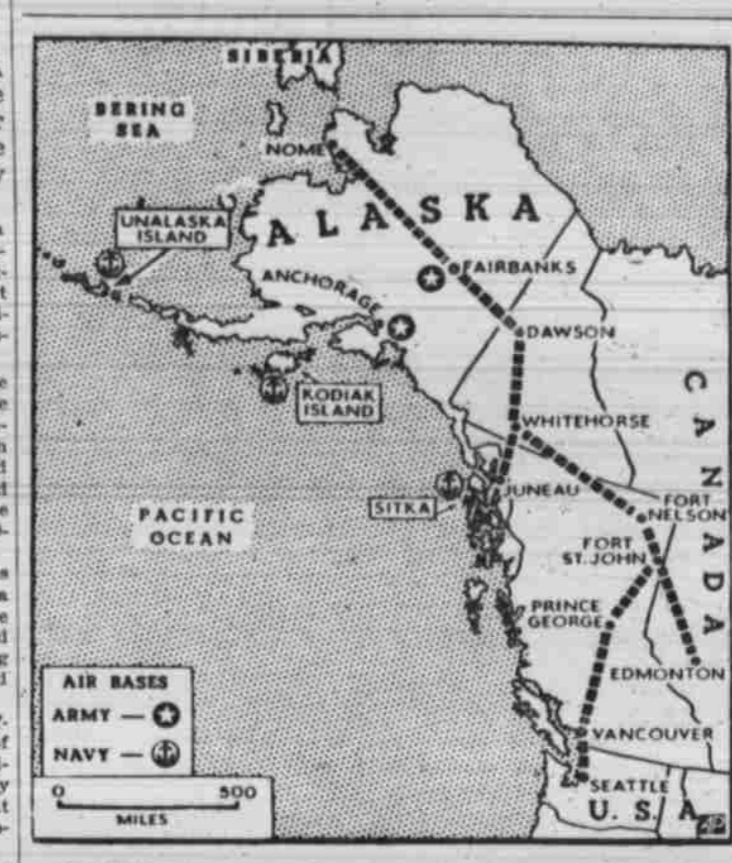 SIBERIA
BERING
SEA
NOME
ALASKA
UNALASKA
ISLAND
FAIRBANKS
ANCHORAGE
DAWSON
KODIAK
ISLAND
WHITEHORSE
CANADA
JUNEAU
SITKA
FORT
NELSON
PACIFIC
OCEAN
FORT
ST. JOHN
PRINCE
GEORGE
EDMONTON
AIR BASES
ARMY —
NAVY —
VANCOUVER
SEATTLE
U. S. A.
0 500
MILES